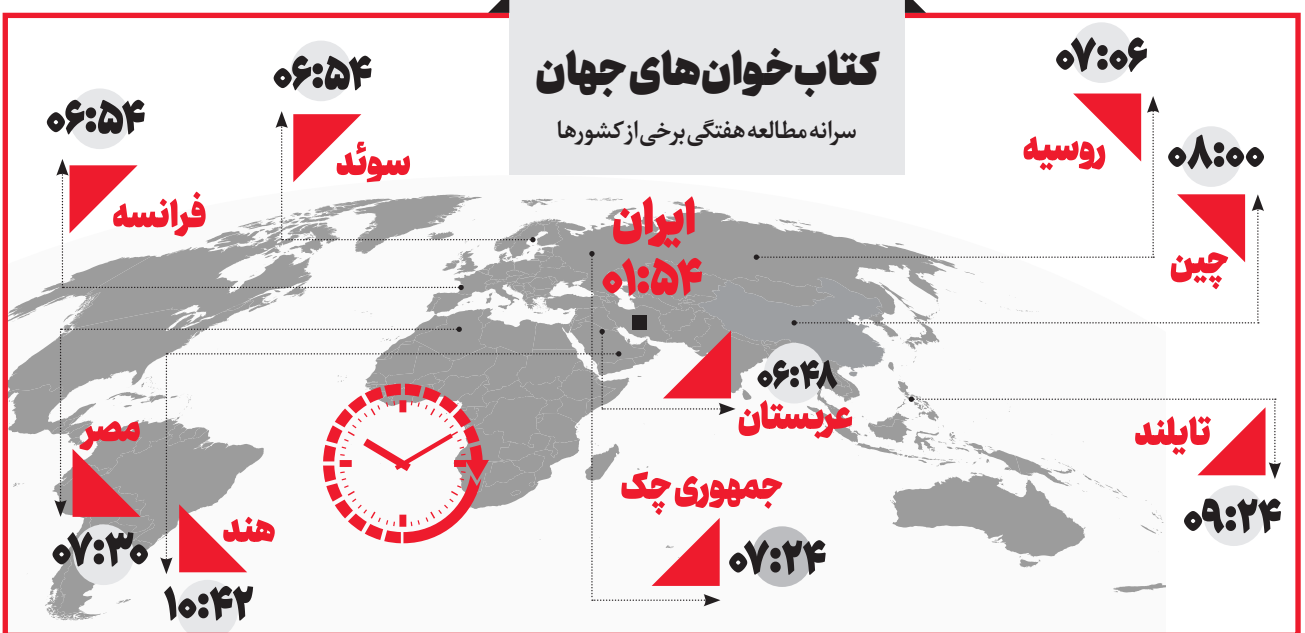 کتاب‌خوان‌های جهان
سرانه مطالعه هفتگی برخی از کشورها
۰۷:۰۶
روسیه
۰۸:۰۰
چین
۰۶:۵۴
سوئد
۰۶:۵۴
فرانسه
ایران
۰۱:۵۴
۰۶:۴۸
عربستان
تایلند
۰۹:۲۴
جمهوری چک
۰۷:۲۴
مصر
۰۷:۳۰
هند
۱۰:۴۲